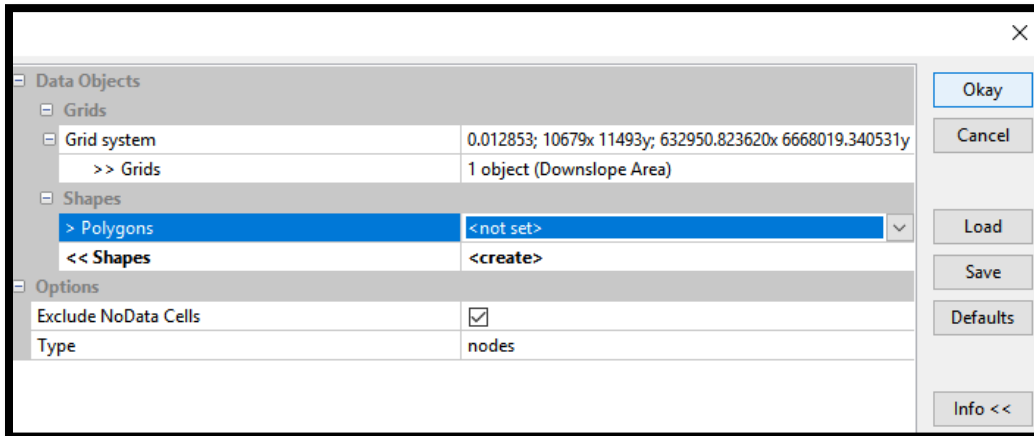 Data Objects
Grids
Grid system 0.012853; 10679x 11493y; 632950.823620x 6668019.340531y
>> Grids 1 object (Downslope Area)
Shapes
> Polygons <not set>
<< Shapes <create>
Options
Exclude NoData Cells
Type nodes
Okay
Cancel
Load
Save
Defaults
Info <<